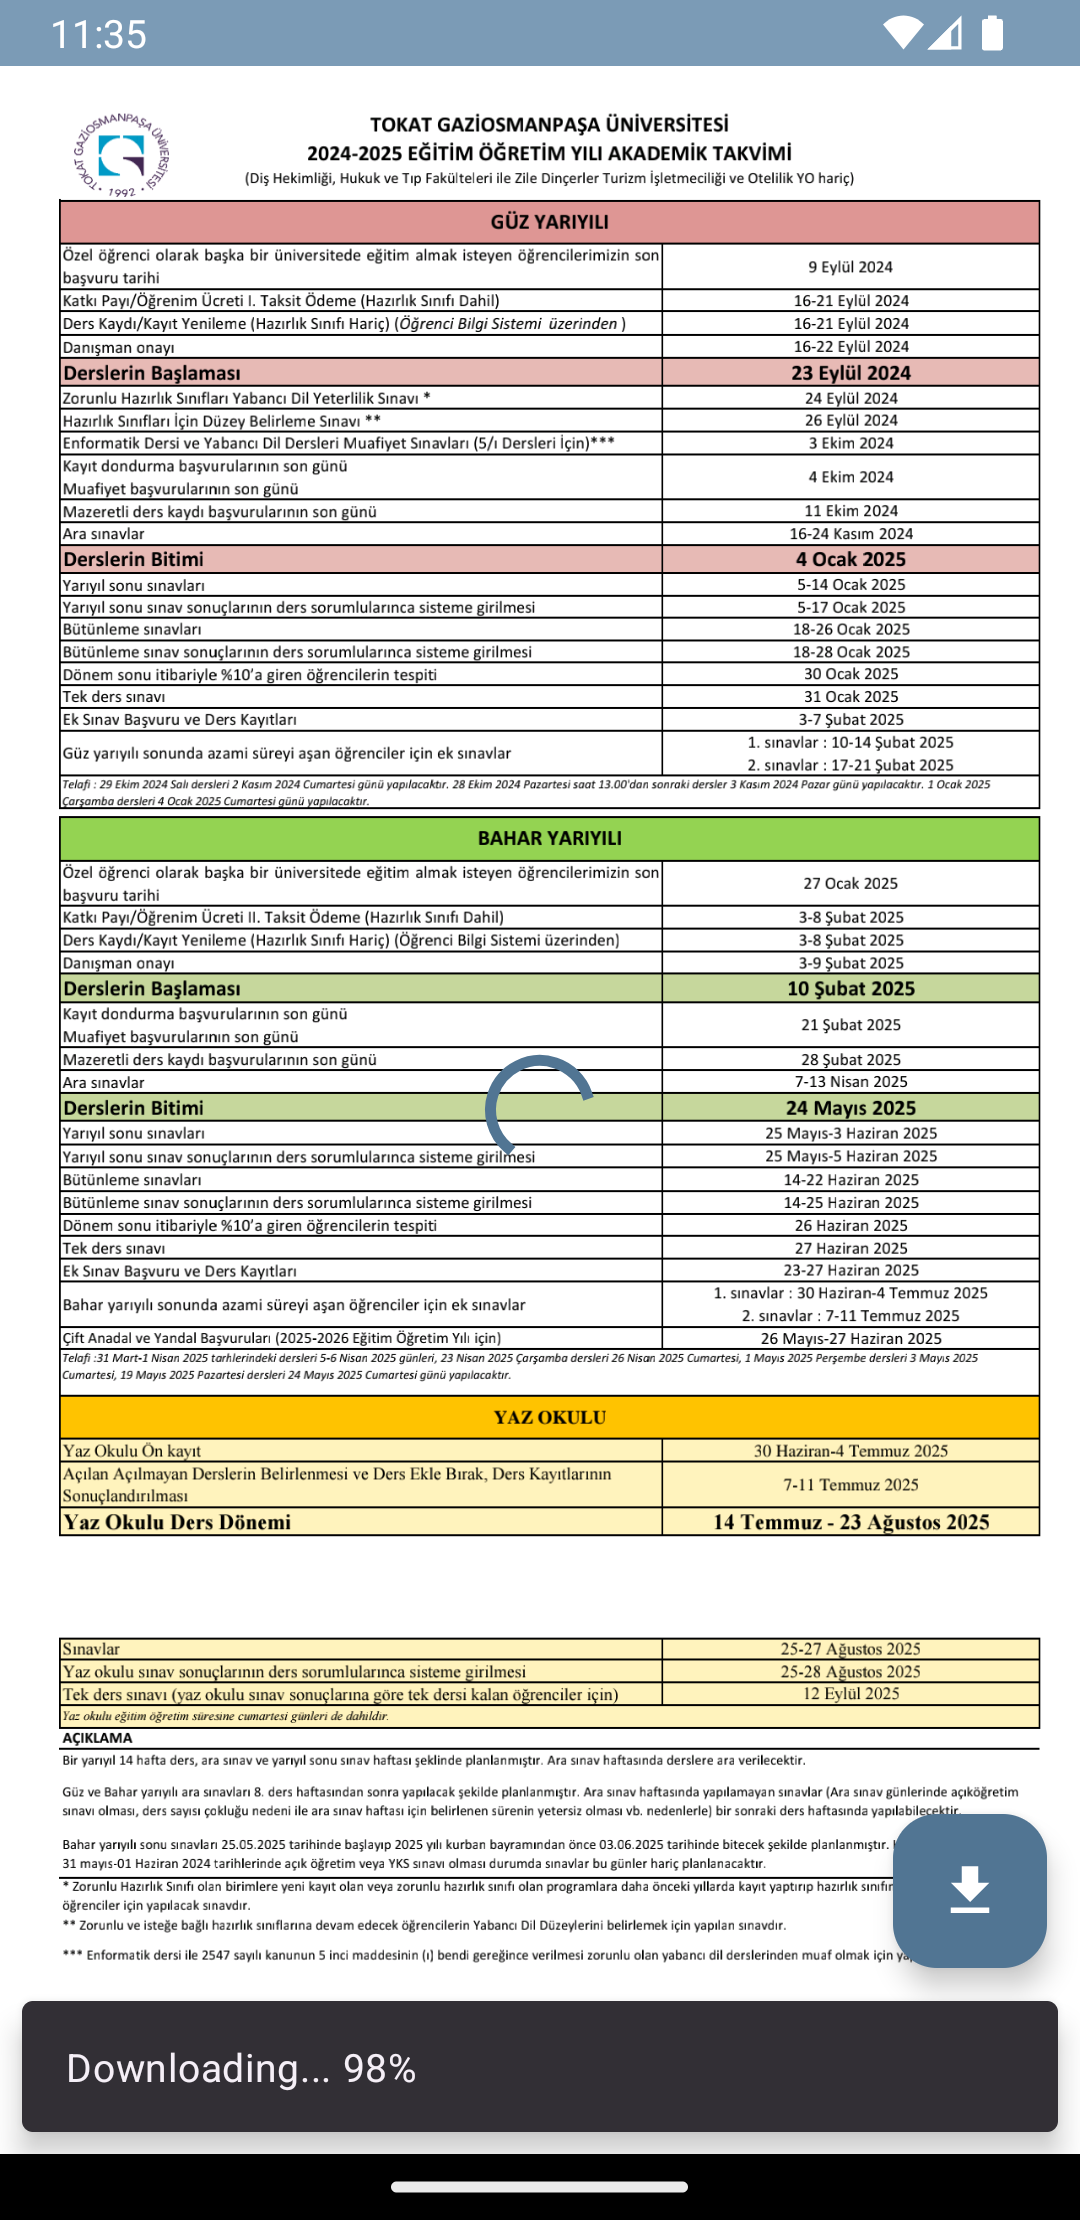 11:35
TOKAT GAZİOSMANPAŞA ÜNİVERSİTESİ
TOKAT GAZİOSMANPAŞA ÜNİVERSİTESİ
• 1992 •
2024-2025 EĞİTİM ÖĞRETİM YILI AKADEMİK TAKVİMİ
(Diş Hekimliği, Hukuk ve Tıp Fakülteleri ile Zile Dinçerler Turizm İşletmeciliği ve Otelilik YO hariç)
GÜZ YARIYILI
Özel öğrenci olarak başka bir üniversitede eğitim almak isteyen öğrencilerimizin son
başvuru tarihi
9 Eylül 2024
Katkı Payı/Öğrenim Ücreti I. Taksit Ödeme (Hazırlık Sınıfı Dahil) 16-21 Eylül 2024
Ders Kaydı/Kayıt Yenileme (Hazırlık Sınıfı Hariç) (Öğrenci Bilgi Sistemi üzerinden ) 16-21 Eylül 2024
Danışman onayı 16-22 Eylül 2024
Derslerin Başlaması 23 Eylül 2024
Zorunlu Hazırlık Sınıfları Yabancı Dil Yeterlilik Sınavı * 24 Eylül 2024
Hazırlık Sınıfları İçin Düzey Belirleme Sınavı ** 26 Eylül 2024
Enformatik Dersi ve Yabancı Dil Dersleri Muafiyet Sınavları (5/ı Dersleri İçin)*** 3 Ekim 2024
Kayıt dondurma başvurularının son günü
Muafiyet başvurularının son günü
4 Ekim 2024
Mazeretli ders kaydı başvurularının son günü 11 Ekim 2024
Ara sınavlar 16-24 Kasım 2024
Derslerin Bitimi 4 Ocak 2025
Yarıyıl sonu sınavları 5-14 Ocak 2025
Yarıyıl sonu sınav sonuçlarının ders sorumlularınca sisteme girilmesi 5-17 Ocak 2025
Bütünleme sınavları 18-26 Ocak 2025
Bütünleme sınav sonuçlarının ders sorumlularınca sisteme girilmesi 18-28 Ocak 2025
Dönem sonu itibariyle %10'a giren öğrencilerin tespiti 30 Ocak 2025
Tek ders sınavı 31 Ocak 2025
Ek Sınav Başvuru ve Ders Kayıtları 3-7 Şubat 2025
Güz yarıyılı sonunda azami süreyi aşan öğrenciler için ek sınavlar
1. sınavlar : 10-14 Şubat 2025
2. sınavlar : 17-21 Şubat 2025
Telafi : 29 Ekim 2024 Salı dersleri 2 Kasım 2024 Cumartesi günü yapılacaktır. 28 Ekim 2024 Pazartesi saat 13.00'dan sonraki dersler 3 Kasım 2024 Pazar günü yapılacaktır. 1 Ocak 2025
Çarşamba dersleri 4 Ocak 2025 Cumartesi günü yapılacaktır.
BAHAR YARIYILI
Özel öğrenci olarak başka bir üniversitede eğitim almak isteyen öğrencilerimizin son
başvuru tarihi
27 Ocak 2025
Katkı Payı/Öğrenim Ücreti II. Taksit Ödeme (Hazırlık Sınıfı Dahil) 3-8 Şubat 2025
Ders Kaydı/Kayıt Yenileme (Hazırlık Sınıfı Hariç) (Öğrenci Bilgi Sistemi üzerinden) 3-8 Şubat 2025
Danışman onayı 3-9 Şubat 2025
Derslerin Başlaması 10 Şubat 2025
Kayıt dondurma başvurularının son günü
Muafiyet başvurularının son günü
21 Şubat 2025
Mazeretli ders kaydı başvurularının son günü 28 Şubat 2025
Ara sınavlar 7-13 Nisan 2025
Derslerin Bitimi 24 Mayıs 2025
Yarıyıl sonu sınavları 25 Mayıs-3 Haziran 2025
Yarıyıl sonu sınav sonuçlarının ders sorumlularınca sisteme girilmesi 25 Mayıs-5 Haziran 2025
Bütünleme sınavları 14-22 Haziran 2025
Bütünleme sınav sonuçlarının ders sorumlularınca sisteme girilmesi 14-25 Haziran 2025
Dönem sonu itibariyle %10'a giren öğrencilerin tespiti 26 Haziran 2025
Tek ders sınavı 27 Haziran 2025
Ek Sınav Başvuru ve Ders Kayıtları 23-27 Haziran 2025
Bahar yarıyılı sonunda azami süreyi aşan öğrenciler için ek sınavlar
1. sınavlar : 30 Haziran-4 Temmuz 2025
2. sınavlar : 7-11 Temmuz 2025
Çift Anadal ve Yandal Başvuruları (2025-2026 Eğitim Öğretim Yılı için) 26 Mayıs-27 Haziran 2025
Telafi :31 Mart-1 Nisan 2025 tarhlerindeki dersleri 5-6 Nisan 2025 günleri, 23 Nisan 2025 Çarşamba dersleri 26 Nisan 2025 Cumartesi, 1 Mayıs 2025 Perşembe dersleri 3 Mayıs 2025
Cumartesi, 19 Mayıs 2025 Pazartesi dersleri 24 Mayıs 2025 Cumartesi günü yapılacaktır.
YAZ OKULU
Yaz Okulu Ön kayıt 30 Haziran-4 Temmuz 2025
Açılan Açılmayan Derslerin Belirlenmesi ve Ders Ekle Bırak, Ders Kayıtlarının
Sonuçlandırılması
7-11 Temmuz 2025
Yaz Okulu Ders Dönemi 14 Temmuz - 23 Ağustos 2025
Sınavlar 25-27 Ağustos 2025
Yaz okulu sınav sonuçlarının ders sorumlularınca sisteme girilmesi 25-28 Ağustos 2025
Tek ders sınavı (yaz okulu sınav sonuçlarına göre tek dersi kalan öğrenciler için) 12 Eylül 2025
Yaz okulu eğitim öğretim süresine cumartesi günleri de dahildir.
AÇIKLAMA
Bir yarıyıl 14 hafta ders, ara sınav ve yarıyıl sonu sınav haftası şeklinde planlanmıştır. Ara sınav haftasında derslere ara verilecektir.
Güz ve Bahar yarıyılı ara sınavları 8. ders haftasından sonra yapılacak şekilde planlanmıştır. Ara sınav haftasında yapılamayan sınavlar (Ara sınav günlerinde açıköğretim
sınavı olması, ders sayısı çokluğu nedeni ile ara sınav haftası için belirlenen sürenin yetersiz olması vb. nedenlerle) bir sonraki ders haftasında yapılabilecektir.
Bahar yarıyılı sonu sınavları 25.05.2025 tarihinde başlayıp 2025 yılı kurban bayramından önce 03.06.2025 tarihinde bitecek şekilde planlanmıştır.
31 mayıs-01 Haziran 2024 tarihlerinde açık öğretim veya YKS sınavı olması durumda sınavlar bu günler hariç planlanacaktır.
* Zorunlu Hazırlık Sınıfı olan birimlere yeni kayıt olan veya zorunlu hazırlık sınıfı olan programlara daha önceki yıllarda kayıt yaptırıp hazırlık
öğrenciler için yapılacak sınavdır.
** Zorunlu ve isteğe bağlı hazırlık sınıflarına devam edecek öğrencilerin Yabancı Dil Düzeylerini belirlemek için yapılan sınavdır.
*** Enformatik dersi ile 2547 sayılı kanunun 5 inci maddesinin (ı) bendi gereğince verilmesi zorunlu olan yabancı dil derslerinden muaf olmak için
Downloading... 98%